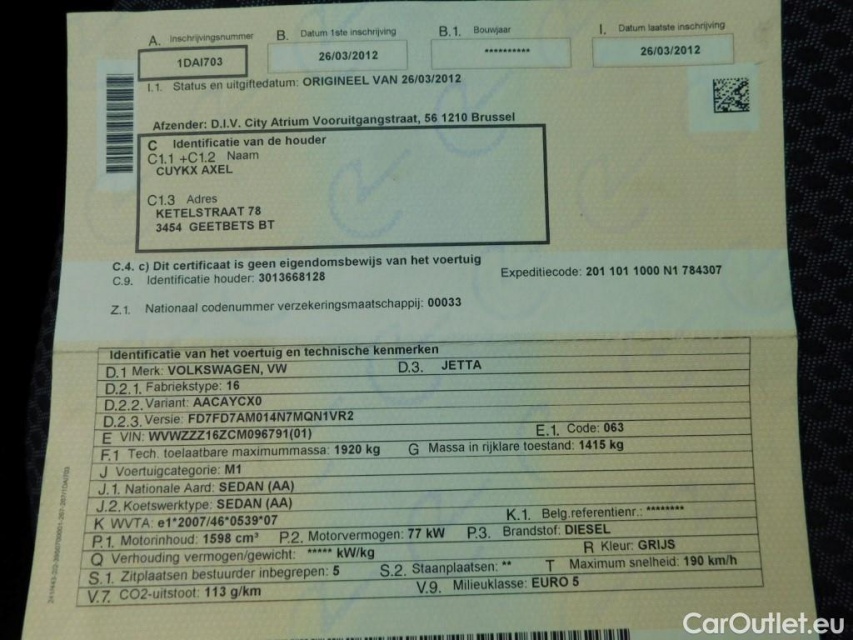 A. Inschrijvingsnummer B. Datum 1ste inschrijving B.1. Bouwjaar I. Datum laatste inschrijving
1DAI703 26/03/2012 ********** 26/03/2012
I.1. Status en uitgiftedatum: ORIGINEEL VAN 26/03/2012
Afzender: D.I.V. City Atrium Vooruitgangstraat, 56 1210 Brussel
C Identificatie van de houder
C1.1 +C1.2 Naam
CUYKX AXEL
C1.3 Adres
KETELSTRAAT 78
3454 GEETBETS BT
C.4. c) Dit certificaat is geen eigendomsbewijs van het voertuig
C.9. Identificatie houder: 3013668128 Expeditiecode: 201 101 1000 N1 784307
Z.1. Nationaal codenummer verzekeringsmaatschappij: 00033
Identificatie van het voertuig en technische kenmerken
D.1 Merk: VOLKSWAGEN, VW D.3. JETTA
D.2.1. Fabriekstype: 16
D.2.2. Variant: AACAYCX0
D.2.3. Versie: FD7FD7AM014N7MQN1VR2
E VIN: WVWZZZ16ZCM096791(01) E.1. Code: 063
F.1 Tech. toelaatbare maximummassa: 1920 kg G Massa in rijklare toestand: 1415 kg
J Voertuigcategorie: M1
J.1. Nationale Aard: SEDAN (AA)
J.2. Koetswerktype: SEDAN (AA)
K WVTA: e1*2007/46*0539*07 K.1. Belg.referentienr.: ********
P.1. Motorinhoud: 1598 cm³ P.2. Motorvermogen: 77 kW P.3. Brandstof: DIESEL
Q Verhouding vermogen/gewicht: ***** kW/kg R Kleur: GRIJS
S.1. Zitplaatsen bestuurder inbegrepen: 5 S.2. Staanplaatsen: ** T Maximum snelheid: 190 km/h
V.7. CO2-uitstoot: 113 g/km V.9. Milieuklasse: EURO 5
CarOutlet.eu